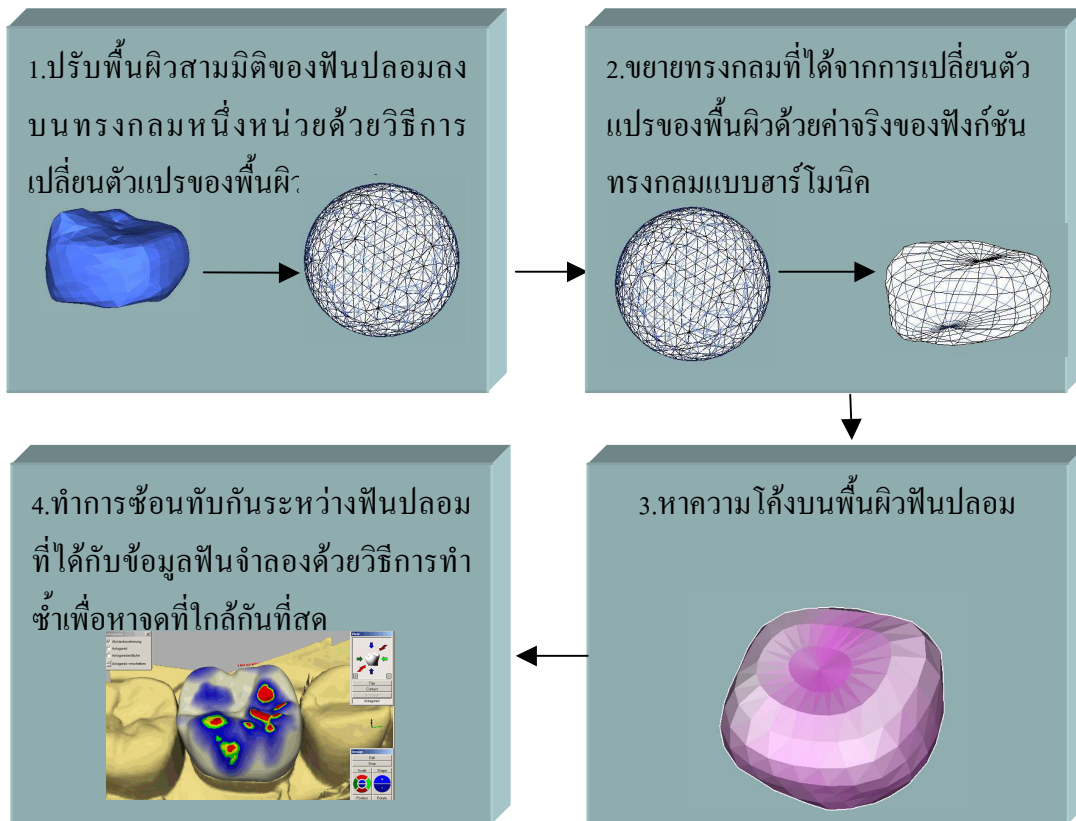 1.ปรับพื้นผิวสามมิติของฟันปลอมลง
บนทรงกลมหนึ่งหน่วยด้วยวิธีการ
เปลี่ยนตัวแปรของพื้นผิว
2.ขยายทรงกลมที่ได้จากการเปลี่ยนตัว
แปรของพื้นผิวด้วยค่าจริงของฟังก์ชัน
ทรงกลมแบบฮาร์โมนิค
3.หาความโค้งบนพื้นผิวฟันปลอม
4.ทำการซ้อนทับกันระหว่างฟันปลอม
ที่ได้กับข้อมูลฟันจำลองด้วยวิธีการทำ
ซ้ำเพื่อหาจุดที่ใกล้กันที่สุด
Antagonist
Connect
Antagonist
Design
Exit
Drop
Scale Shape
Position Rotate